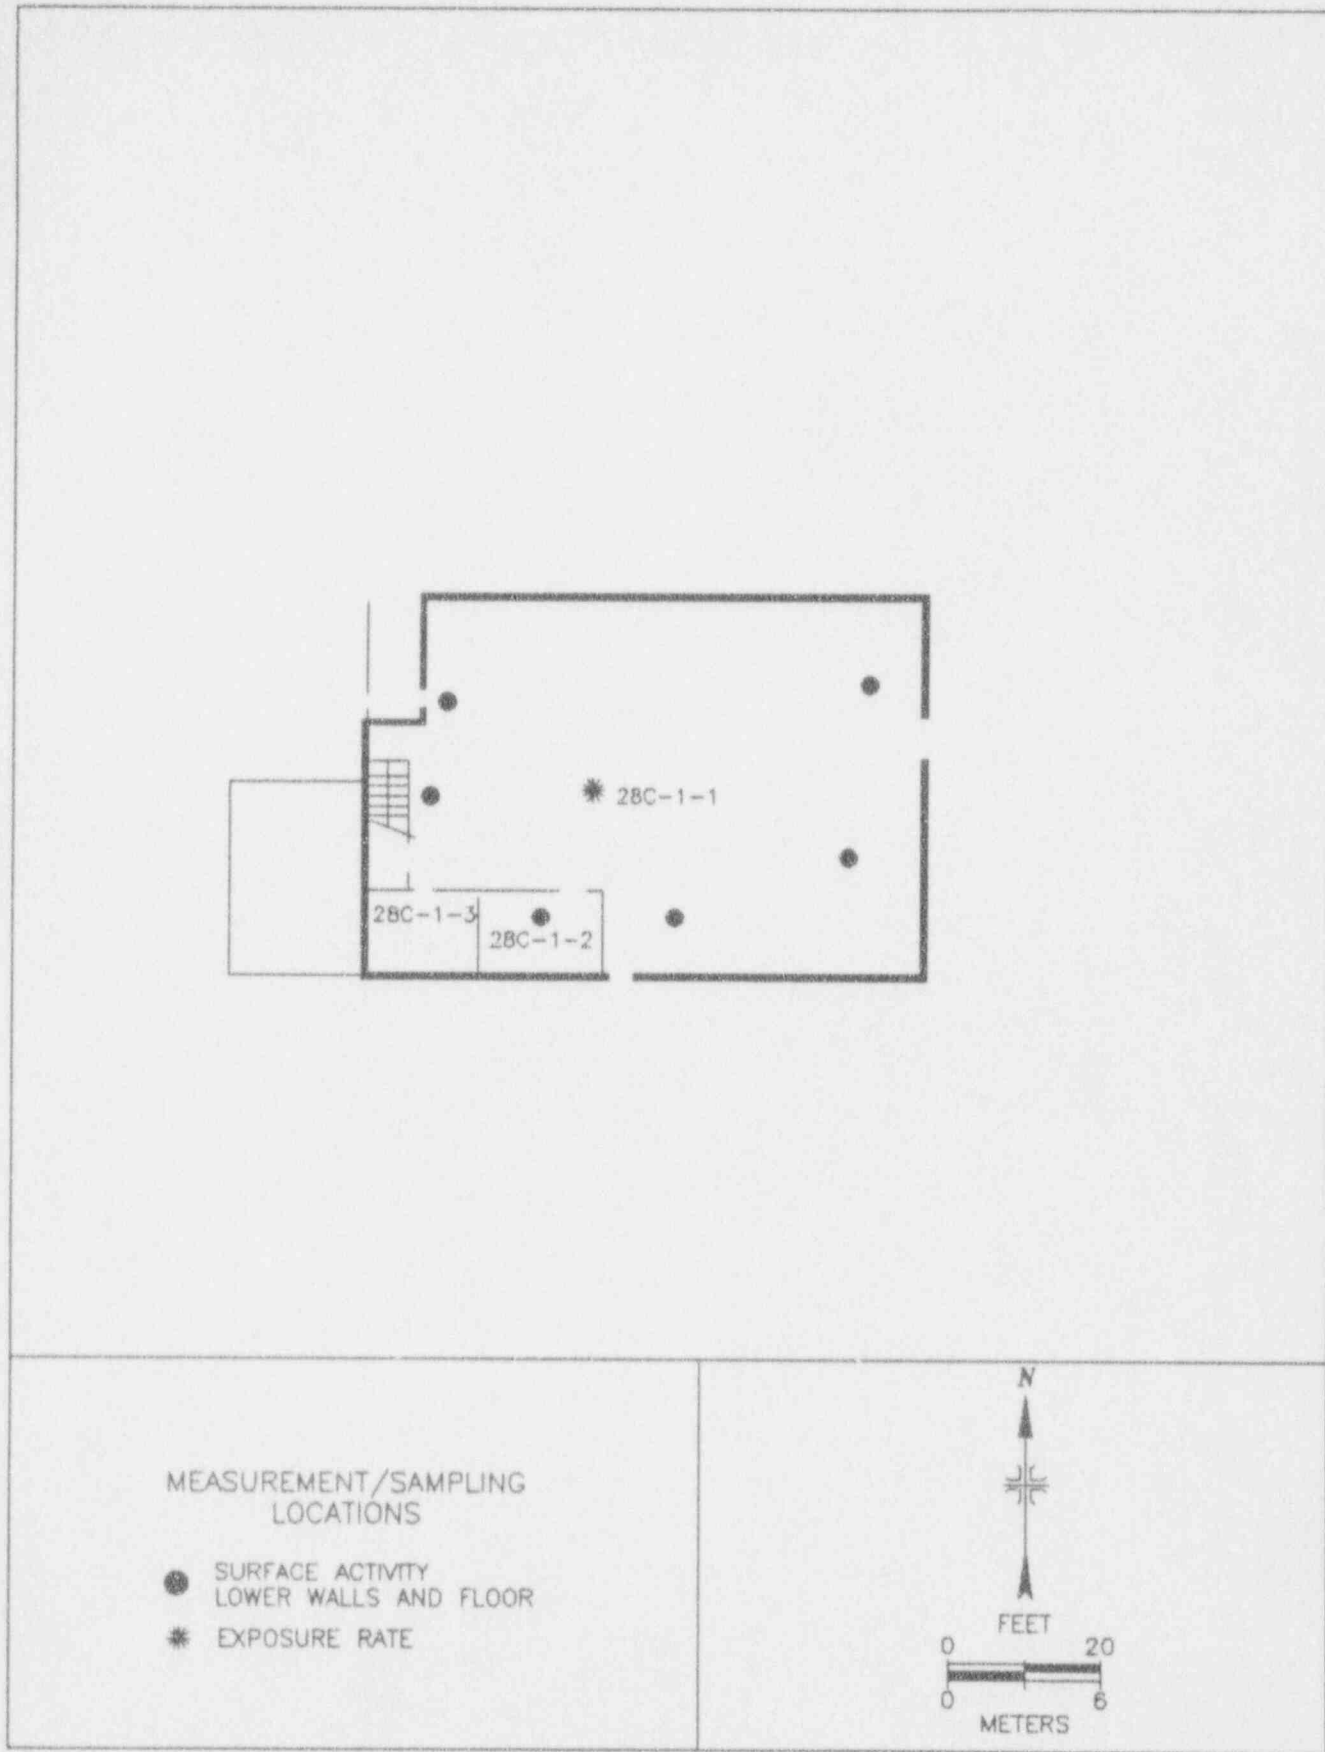 28C-1-1
28C-1-3
28C-1-2
MEASUREMENT/SAMPLING
LOCATIONS
SURFACE ACTIVITY
LOWER WALLS AND FLOOR
EXPOSURE RATE
N
FEET
0 20
0 6
METERS